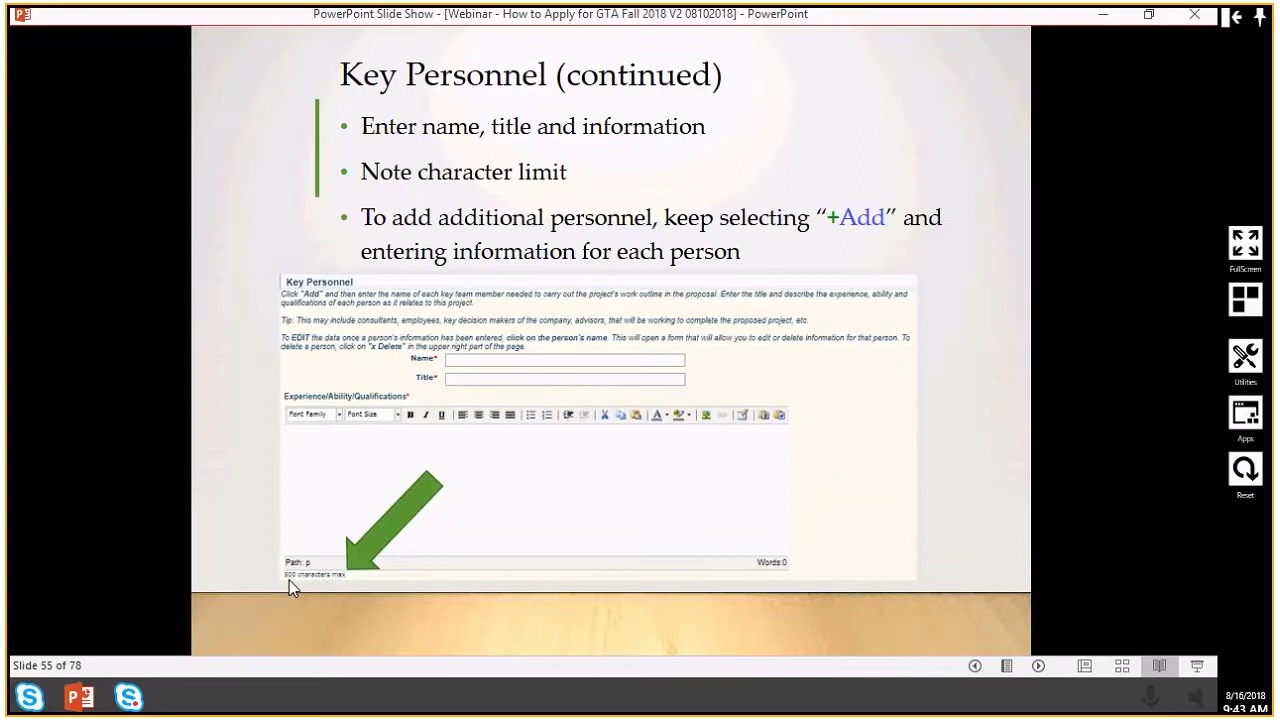 PowerPoint Slide Show - [Webinar - How to Apply for GTA Fall 2018 V2 08102018] - PowerPoint
Key Personnel (continued)
• Enter name, title and information
• Note character limit
• To add additional personnel, keep selecting “+Add” and
entering information for each person
Key Personnel
Click "Add" and then enter the name of each key team member needed to carry out the project's work outline in the proposal. Enter the title and describe the experience, ability and
qualifications of each person as it relates to this project.
Tip: This may include consultants, employees, key decision makers of the company, advisors, that will be working to complete the proposed project, etc.
To EDIT the data once a person's information has been entered, click on the person's name. This will open a form that will allow you to edit or delete information for that person. To
delete a person, click on "x Delete" in the upper right part of the page.
Name*
Title*
Experience/Ability/Qualifications*
Font Family Font Size B I U
Path: p Words:0
characters max
FullScreen
Utilities
Apps
Reset
Slide 55 of 78
8/16/2018
9:43 AM